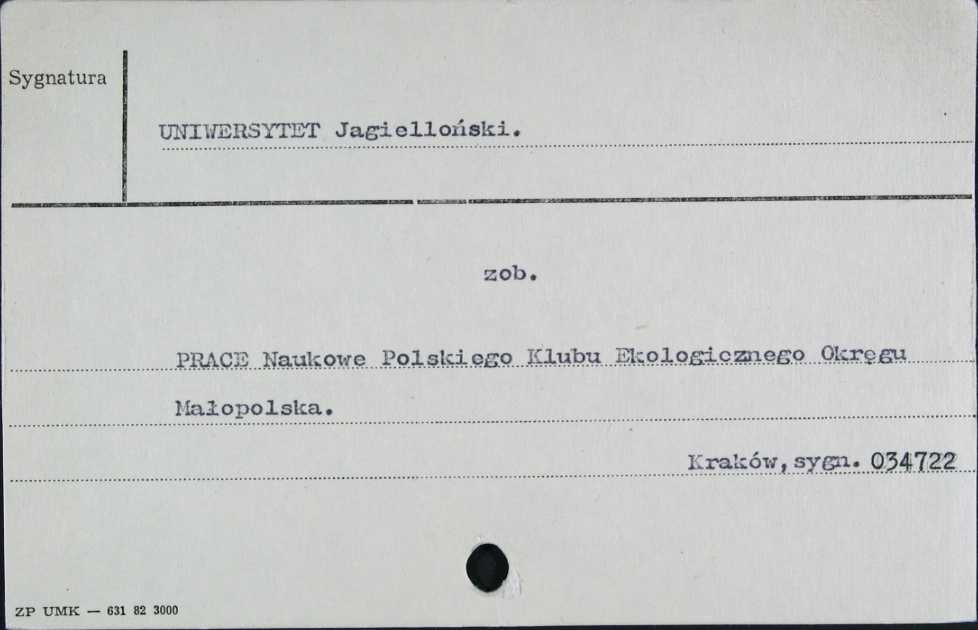 Sygnatura
UNIWERSYTET Jagielloński.
zob.
PRACE Naukowe Polskiego Klubu Ekologicznego Okręgu
Małopolska.
Kraków, sygn. 034722
ZP UMK — 631 82 3000